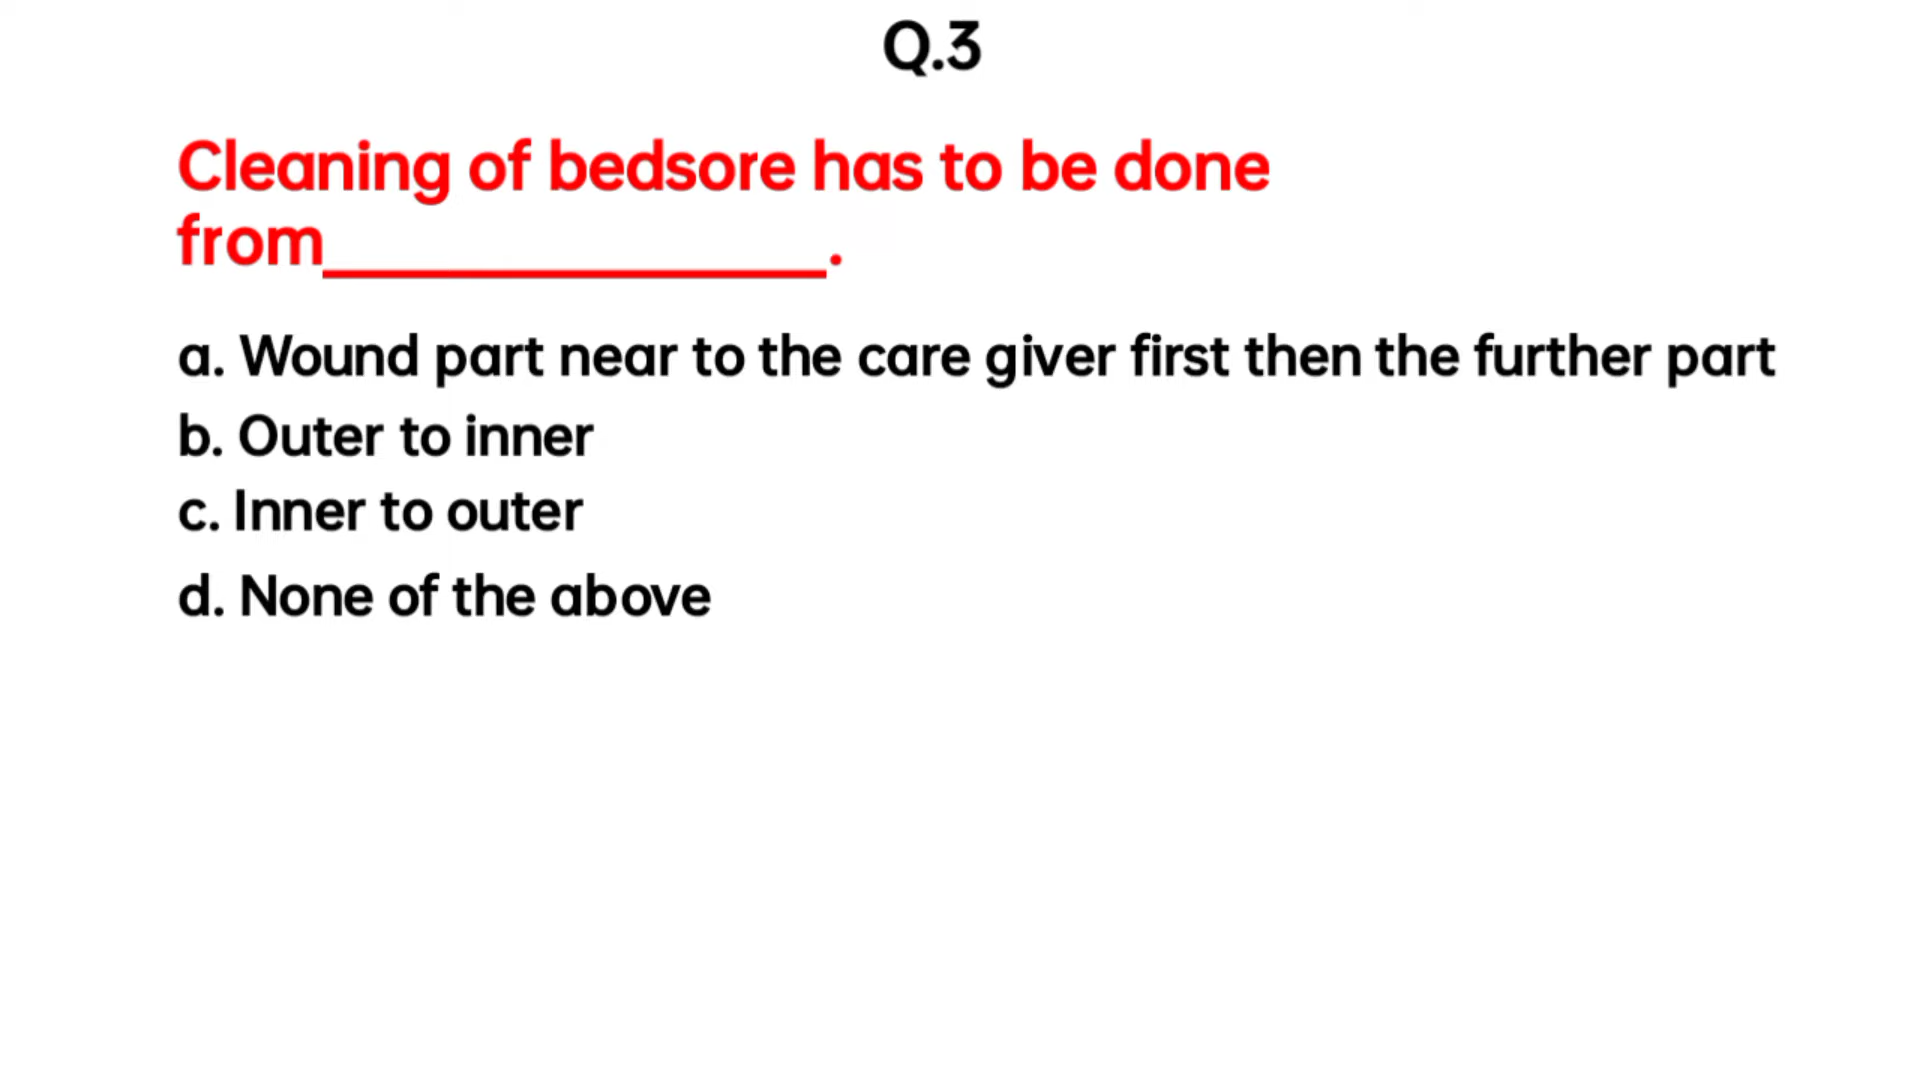 Q.3
Cleaning of bedsore has to be done
from_______________.
a. Wound part near to the care giver first then the further part
b. Outer to inner
c. Inner to outer
d. None of the above